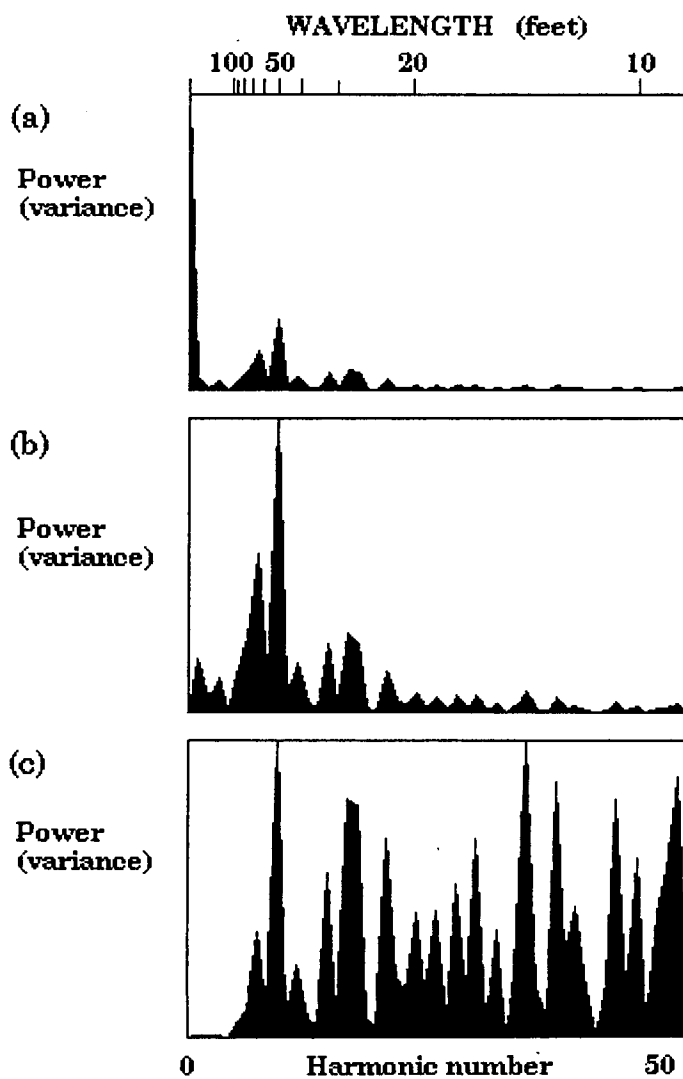 WAVELENGTH (feet)
100 50 20 10
(a)
Power
(variance)
(b)
Power
(variance)
(c)
Power
(variance)
0 Harmonic number 50